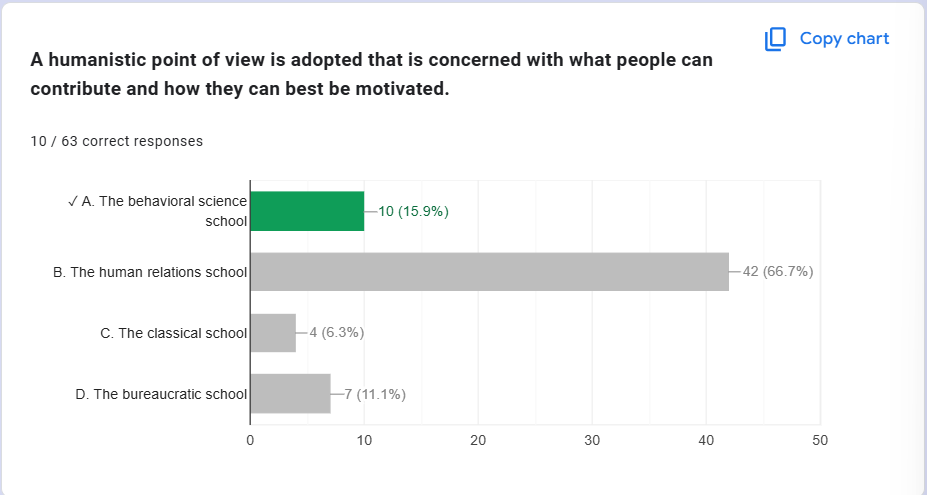 Copy chart
A humanistic point of view is adopted that is concerned with what people can
contribute and how they can best be motivated.
10 / 63 correct responses
✓ A. The behavioral science
school
10 (15.9%)
B. The human relations school
42 (66.7%)
C. The classical school
4 (6.3%)
D. The bureaucratic school
7 (11.1%)
0 10 20 30 40 50